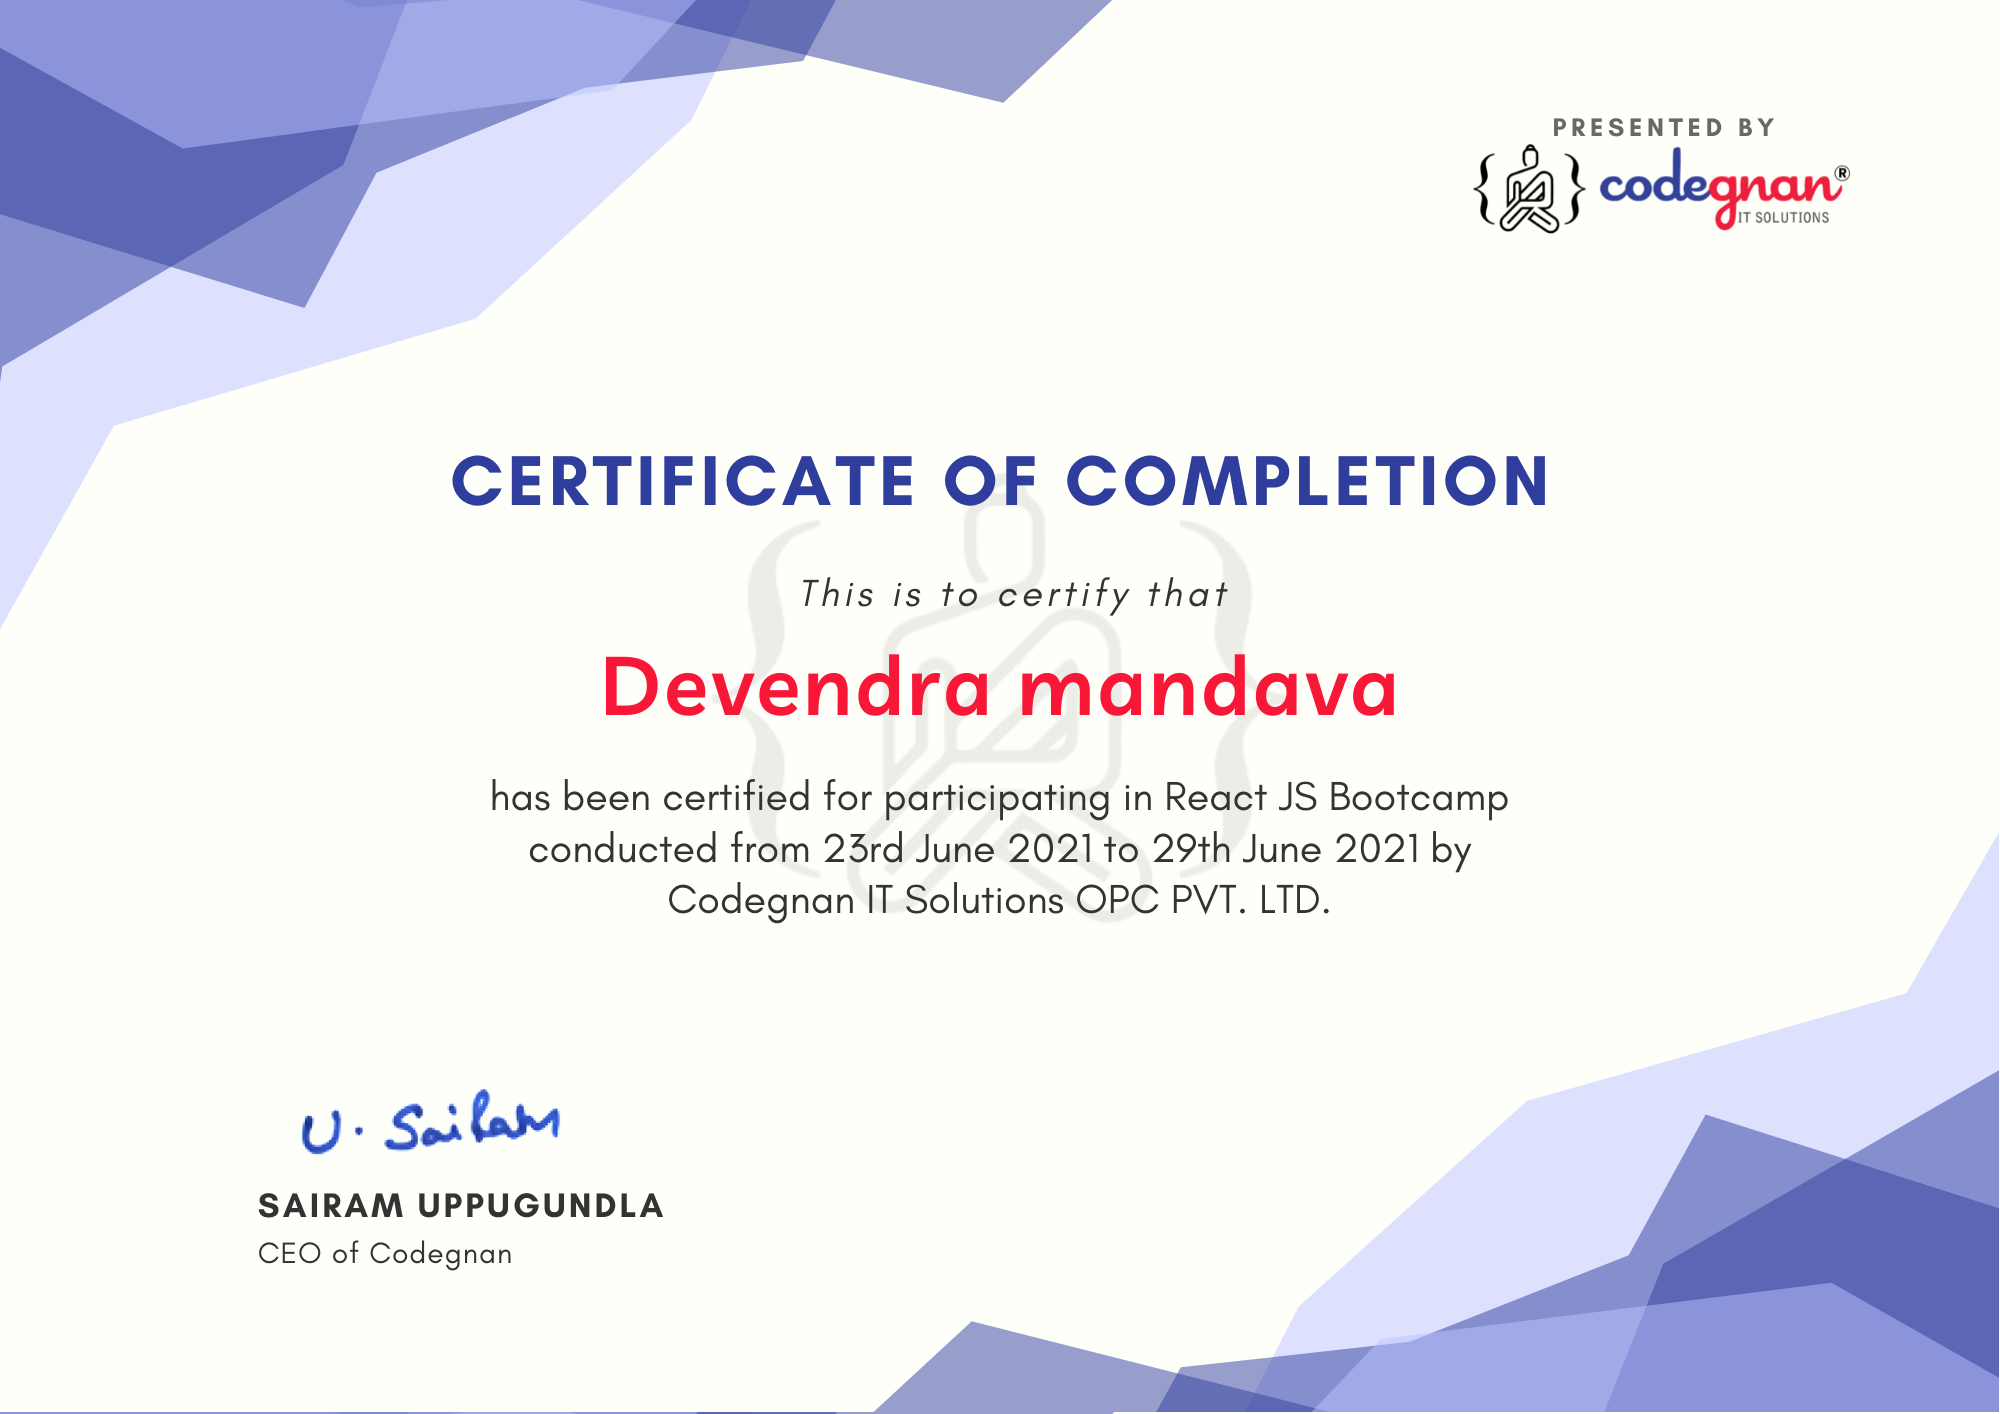 PRESENTED BY
codegnan®
IT SOLUTIONS
CERTIFICATE OF COMPLETION
This is to certify that
Devendra mandava
has been certified for participating in React JS Bootcamp
conducted from 23rd June 2021 to 29th June 2021 by
Codegnan IT Solutions OPC PVT. LTD.
U. Sairam
SAIRAM UPPUGUNDLA
CEO of Codegnan